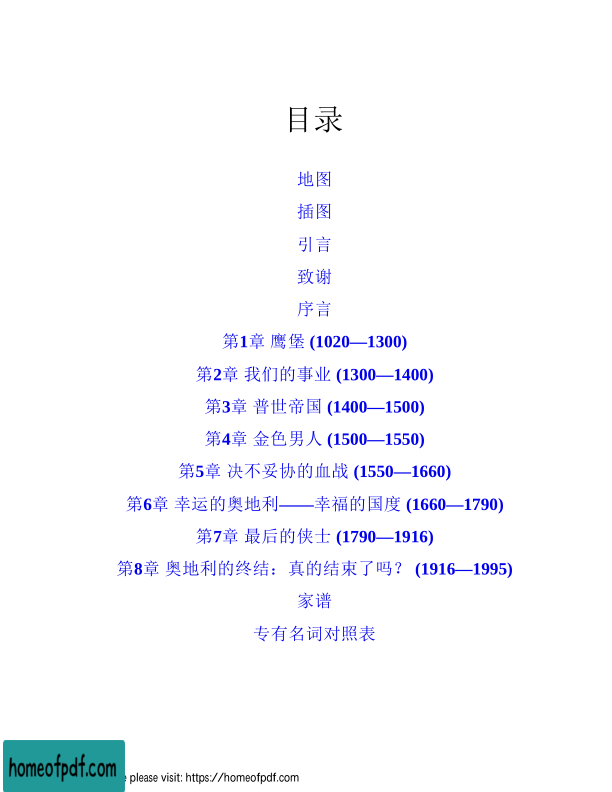 目录
地图
插图
引言
致谢
序言
第1章 鹰堡 (1020—1300)
第2章 我们的事业 (1300—1400)
第3章 普世帝国 (1400—1500)
第4章 金色男人 (1500—1550)
第5章 决不妥协的血战 (1550—1660)
第6章 幸运的奥地利——幸福的国度 (1660—1790)
第7章 最后的侠士 (1790—1916)
第8章 奥地利的终结：真的结束了吗？ (1916—1995)
家谱
专有名词对照表
homeofpdf.com
please visit: https://homeofpdf.com